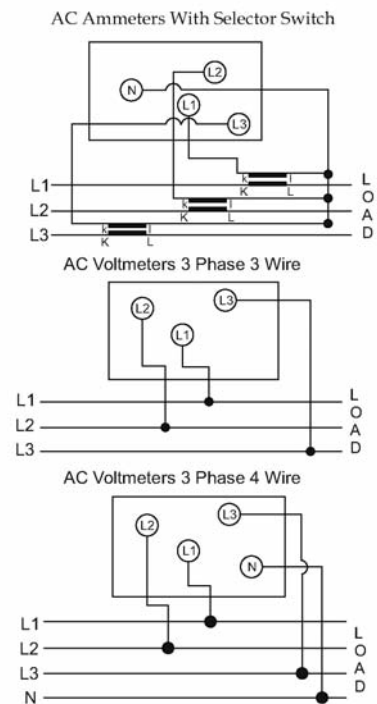 AC Ammeters With Selector Switch
L2
N
L1
L3
k l
L1 L
K L
k l O
L2 A
K L
k l
L3 D
K L
AC Voltmeters 3 Phase 3 Wire
L3
L2
L1
L1 L
O
L2 A
L3 D
AC Voltmeters 3 Phase 4 Wire
L3
L2
L1
N
L1 L
L2 O
L3 A
N D